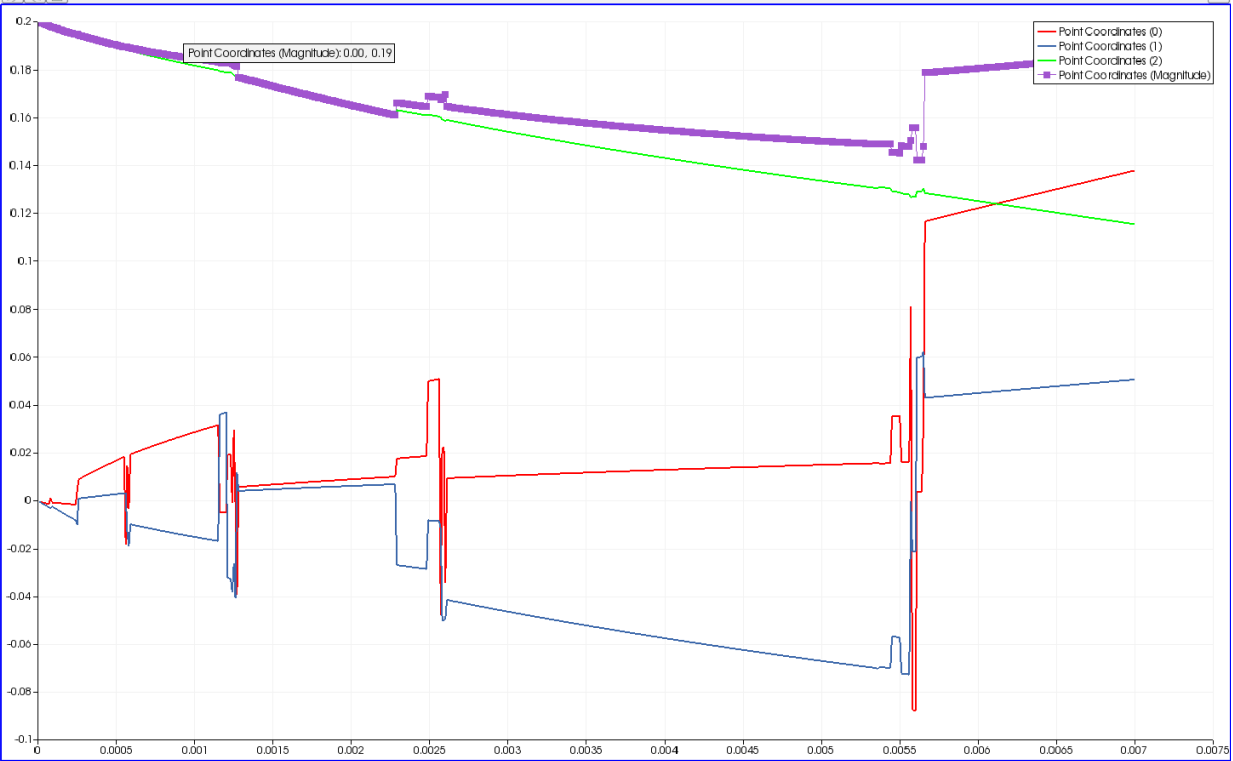 0.2
0.18
0.16
0.14
0.12
0.1
0.08
0.06
0.04
0.02
0
-0.02
-0.04
-0.06
-0.08
-0.1
Point Coordinates (Magnitude): 0.00, 0.19
Point Coordinates (0)
Point Coordinates (1)
Point Coordinates (2)
Point Coordinates (Magnitude)
0 0.0005 0.001 0.0015 0.002 0.0025 0.003 0.0035 0.004 0.0045 0.005 0.0055 0.006 0.0065 0.007 0.0075